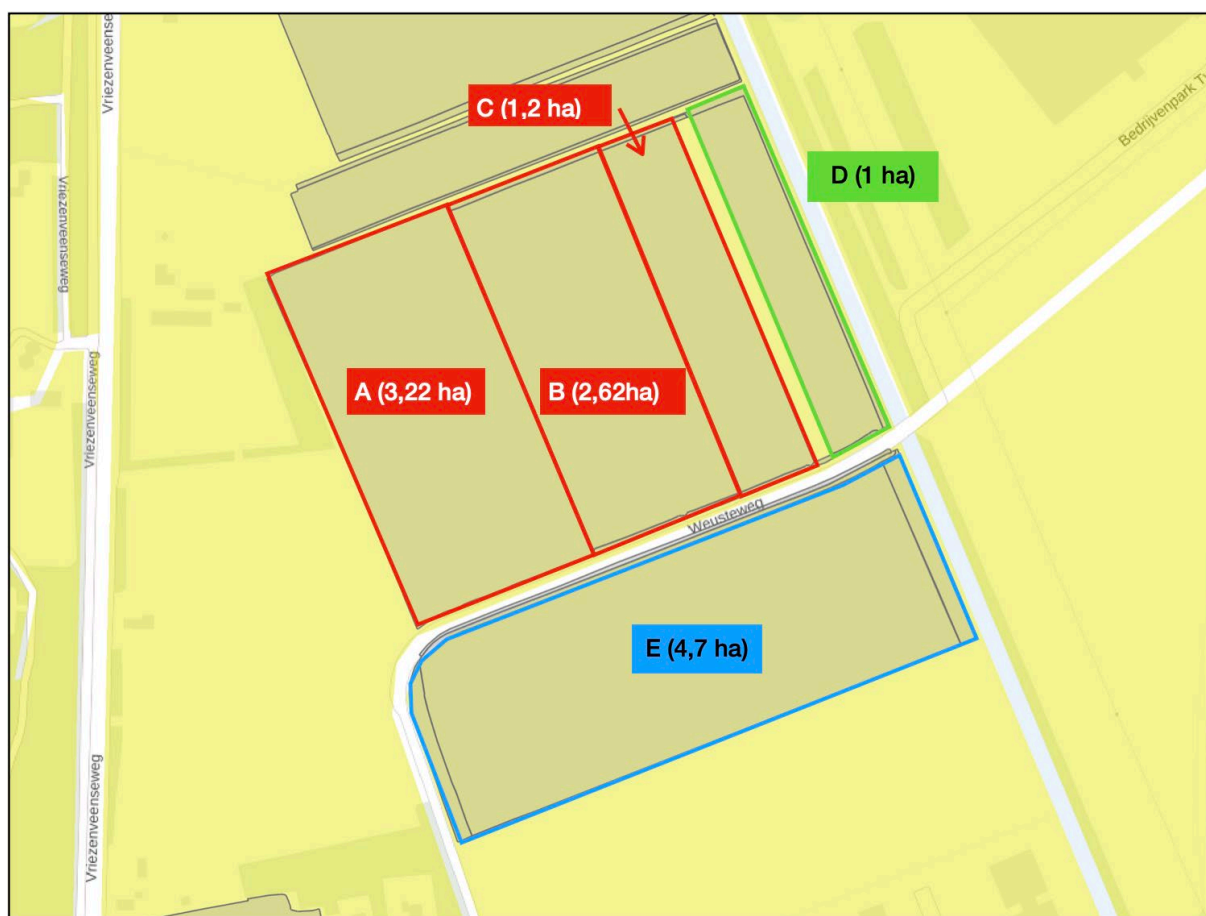 Vriezenveenseweg
C (1,2 ha)
Bedrijvenpark Tw
D (1 ha)
Vriezenveenseweg
Vriezenveenseweg
A (3,22 ha)
B (2,62ha)
Weusteweg
E (4,7 ha)
Vriezenveenseweg